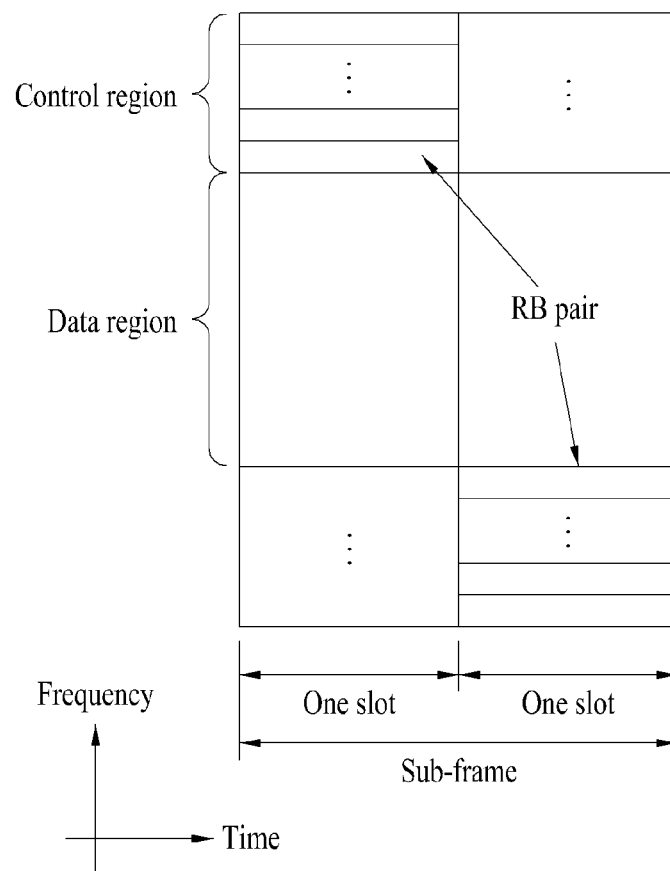 Control region
Data region
RB pair
One slot
One slot
Sub-frame
Frequency
Time